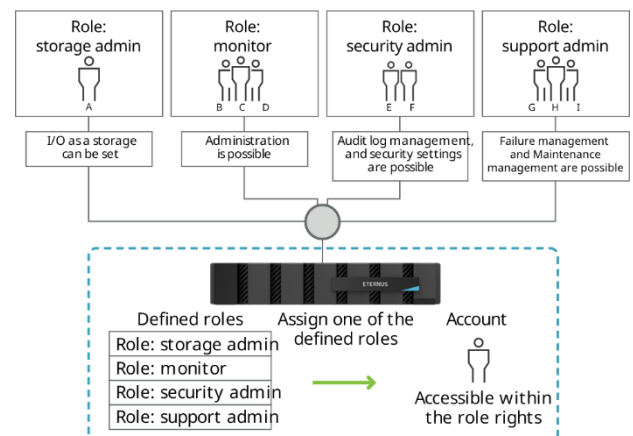 Role:
storage admin
A
Role:
monitor
B C D
Role:
security admin
E F
Role:
support admin
G H I
I/O as a storage
can be set
Administration
is possible
Audit log management,
and security settings
are possible
Failure management
and Maintenance
management are possible
ETERNUS
Defined roles
Role: storage admin
Role: monitor
Role: security admin
Role: support admin
Assign one of the
defined roles
Account
Accessible within
the role rights